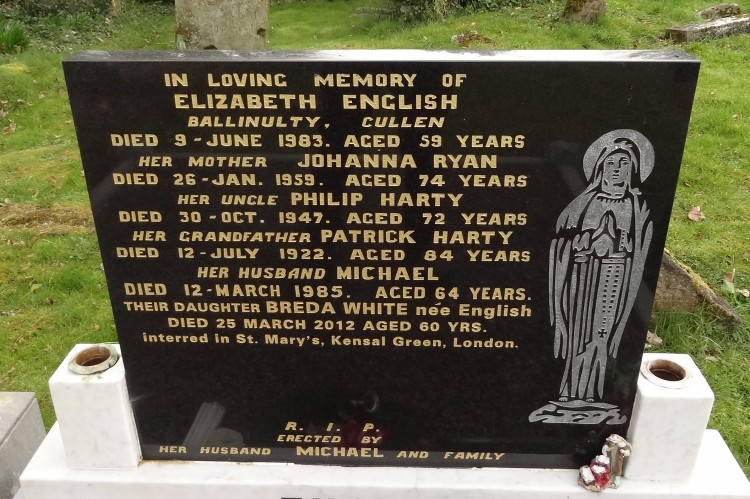 IN LOVING MEMORY OF
ELIZABETH ENGLISH
BALLINULTY, CULLEN
DIED 9-JUNE 1983. AGED 59 YEARS
HER MOTHER JOHANNA RYAN
DIED 26-JAN. 1959. AGED 74 YEARS
HER UNCLE PHILIP HARTY
DIED 30-OCT. 1947. AGED 72 YEARS
HER GRANDFATHER PATRICK HARTY
DIED 12-JULY 1922. AGED 84 YEARS
HER HUSBAND MICHAEL
DIED 12-MARCH 1985. AGED 64 YEARS.
THEIR DAUGHTER BREDA WHITE née English
DIED 25 MARCH 2012 AGED 60 YRS.
interred in St. Mary's, Kensal Green, London.
R. I. P.
ERECTED BY
HER HUSBAND MICHAEL AND FAMILY